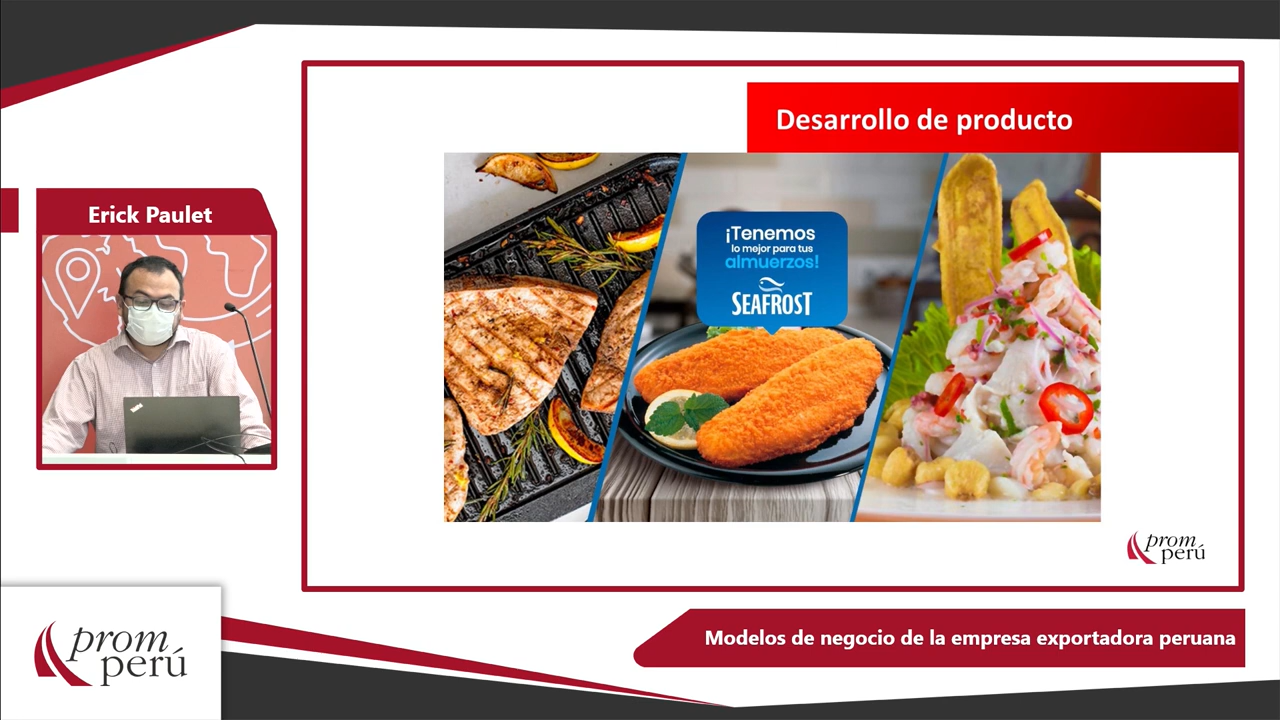 Desarrollo de producto
Erick Paulet
¡Tenemos
lo mejor para tus
almuerzos!
SEAFROST
prom
perú
Modelos de negocio de la empresa exportadora peruana
prom
perú